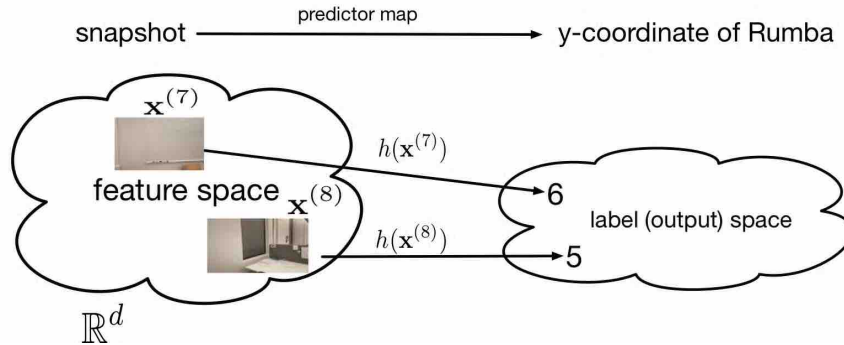 predictor map
snapshot y-coordinate of Rumba
𝐱⁽⁷⁾
h(𝐱⁽⁷⁾)
feature space 𝐱⁽⁸⁾
6
label (output) space
h(𝐱⁽⁸⁾)
5
ℝᵈ